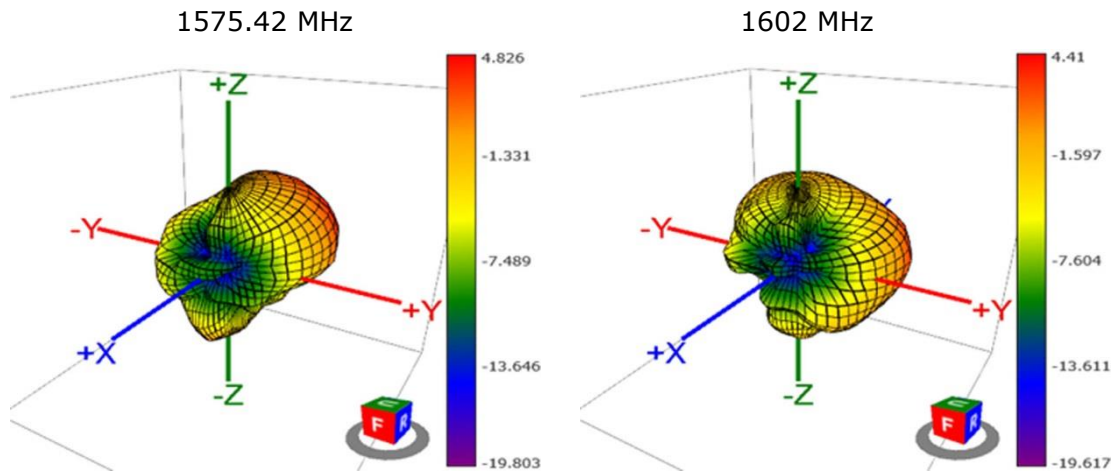 1575.42 MHz
1602 MHz
4.826
-1.331
-7.489
-13.646
-19.803
+Z
-Y
+Y
+X
-Z
F
R
4.41
-1.597
-7.604
-13.611
-19.617
+Z
-Y
+Y
+X
-Z
F
R